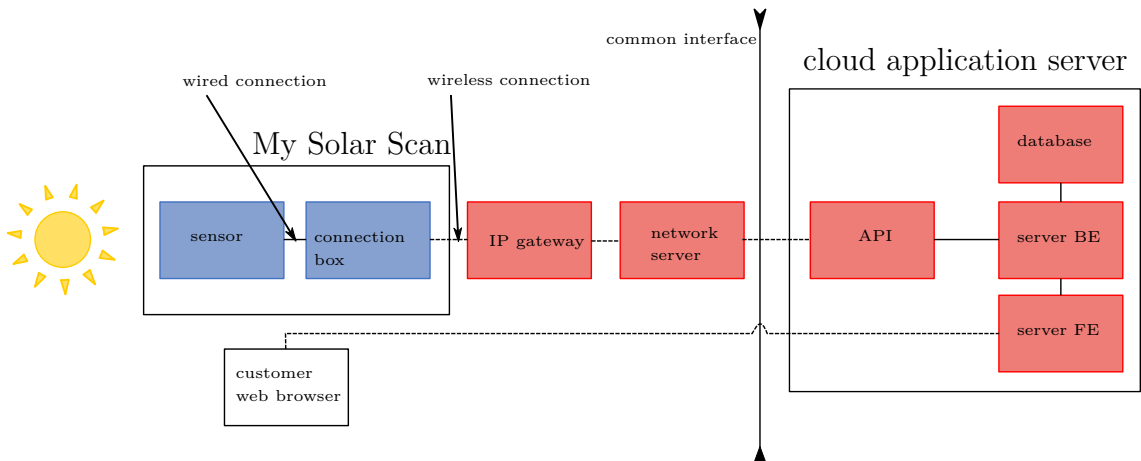 common interface
cloud application server
wired connection
wireless connection
My Solar Scan
database
sensor
connection
box
IP gateway
network
server
API
server BE
server FE
customer
web browser